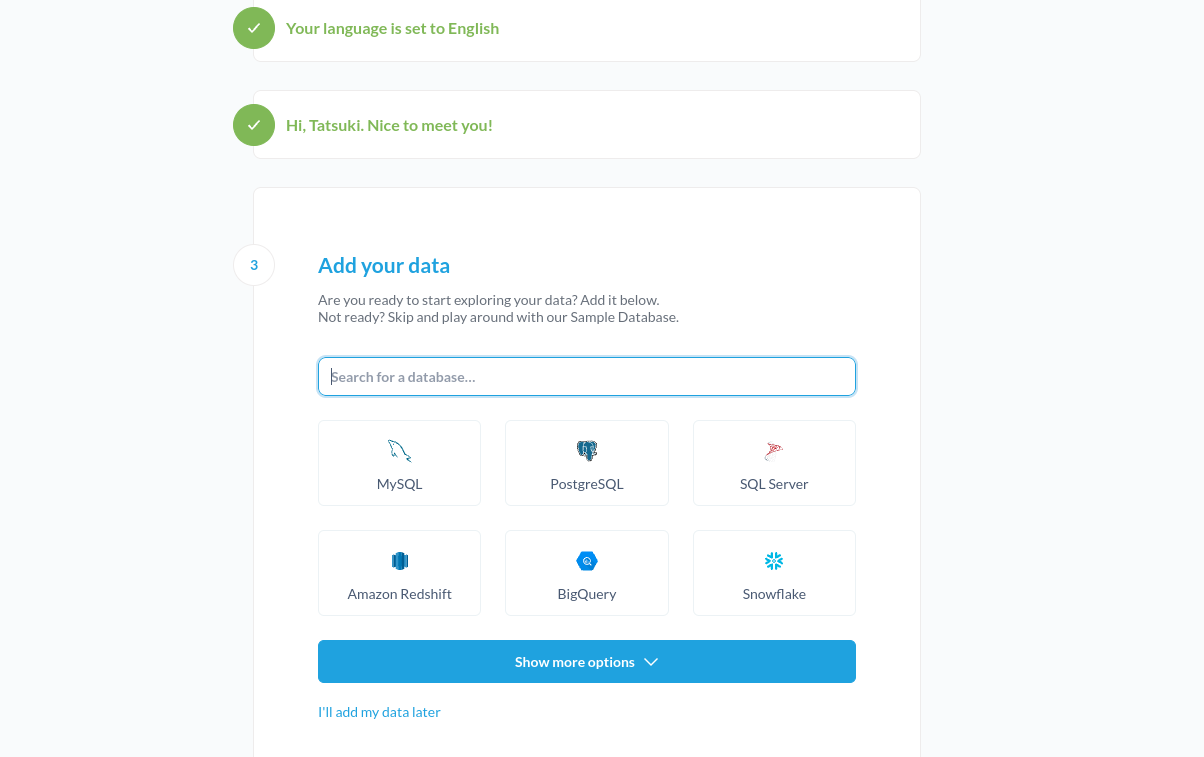 Your language is set to English
Hi, Tatsuki. Nice to meet you!
3
Add your data
Are you ready to start exploring your data? Add it below.
Not ready? Skip and play around with our Sample Database.
Search for a database...
MySQL
PostgreSQL
SQL Server
Amazon Redshift
BigQuery
Snowflake
Show more options
I'll add my data later